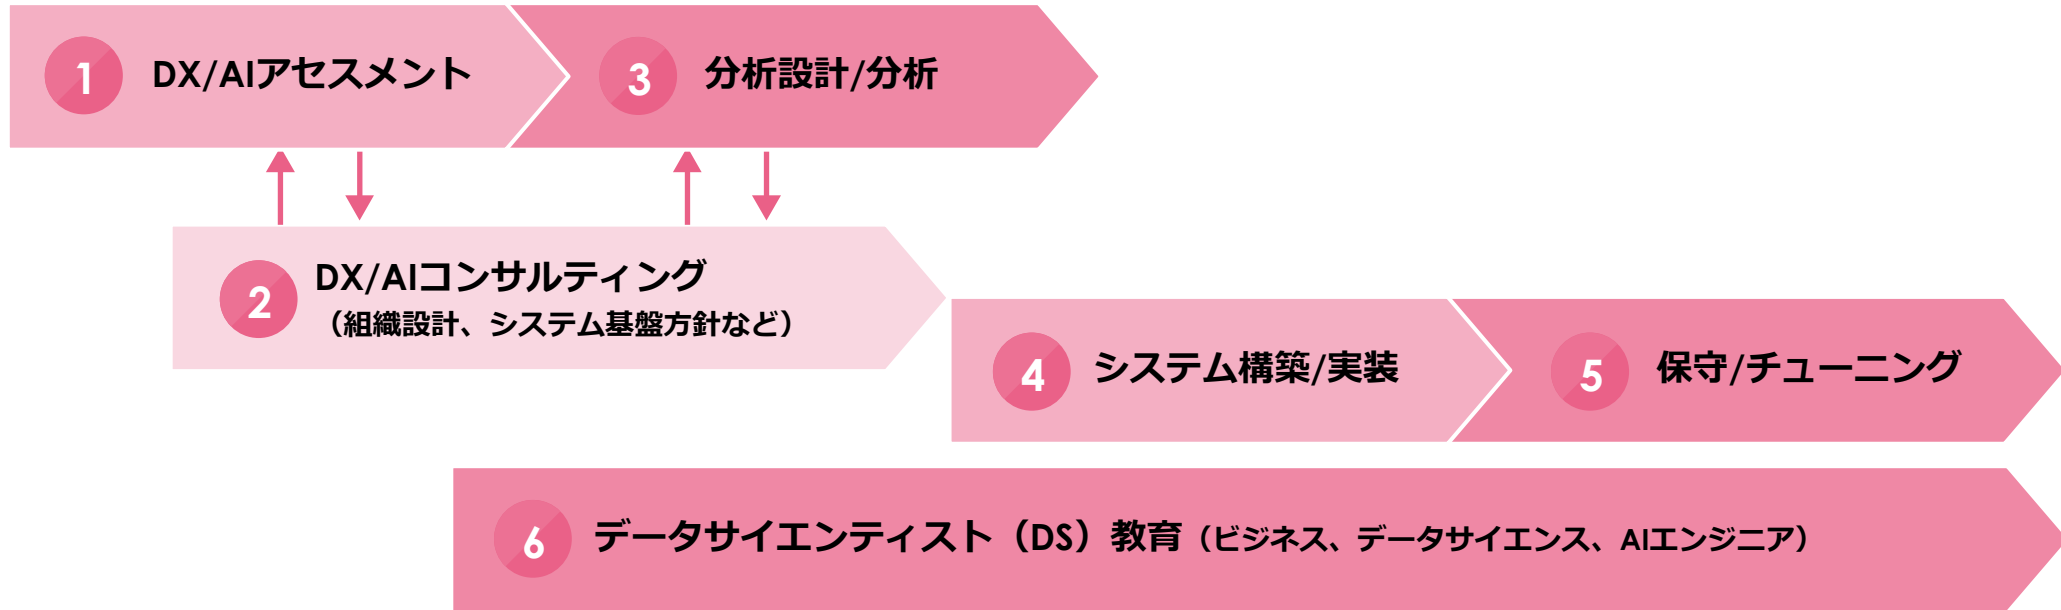 1 DX/AIアセスメント
3 分析設計/分析
2 DX/AIコンサルティング
（組織設計、システム基盤方針など）
4 システム構築/実装
5 保守/チューニング
6 データサイエンティスト（DS）教育（ビジネス、データサイエンス、AIエンジニア）